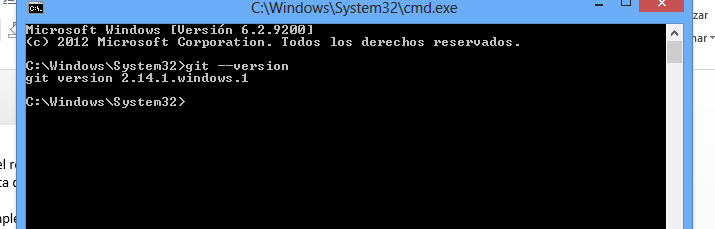 C:\Windows\System32\cmd.exe
Microsoft Windows [Versión 6.2.9200]
(c) 2012 Microsoft Corporation. Todos los derechos reservados.
C:\Windows\System32>git --version
git version 2.14.1.windows.1
C:\Windows\System32>